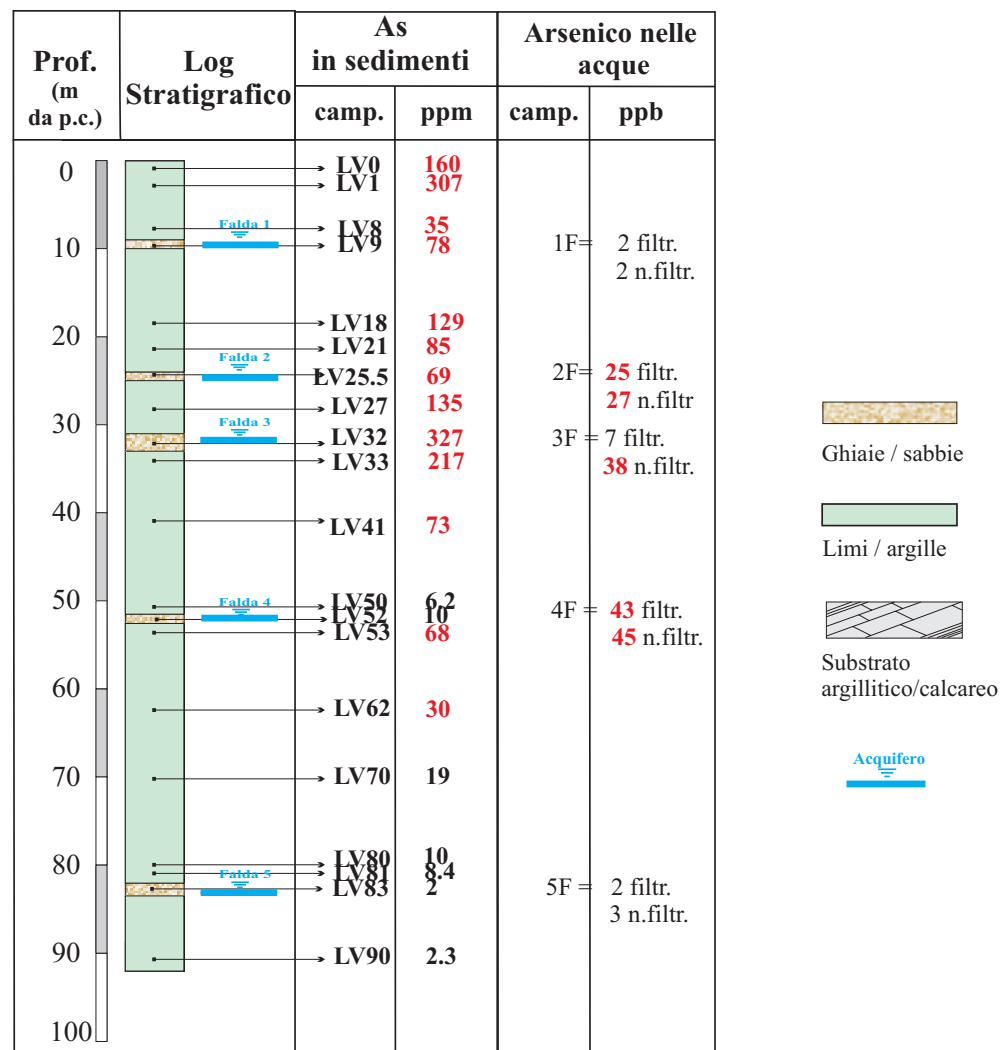 Prof.
(m
da p.c.)
Log
Stratigrafico
As
in sedimenti
camp.
ppm
Arsenico nelle
acque
camp.
ppb
0
LV0 160
LV1 307
Falda 1
LV8 35
LV9 78
10
1F= 2 filtr.
2 n.filtr.
LV18 129
20
LV21 85
Falda 2
LV25.5 69
2F= 25 filtr.
27 n.filtr
LV27 135
30
Falda 3
LV32 327
3F = 7 filtr.
LV33 217
38 n.filtr.
40
LV41 73
50
LV50 6.2
Falda 4
LV52 10
4F = 43 filtr.
LV53 68
45 n.filtr.
60
LV62 30
70
LV70 19
80
LV80 10
LV81 8.4
Falda 5
LV83 2
5F = 2 filtr.
3 n.filtr.
90
LV90 2.3
100
Ghiaie / sabbie
Limi / argille
Substrato
argillitico/calcareo
Acquifero